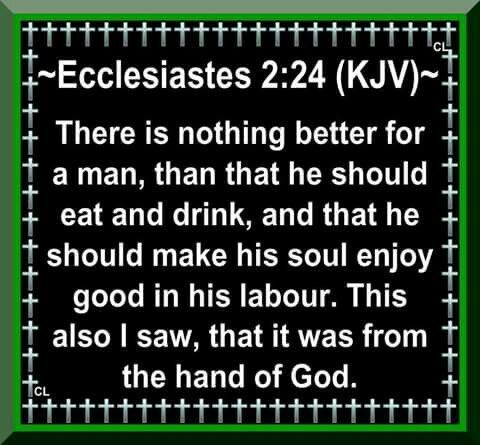 CL
~Ecclesiastes 2:24 (KJV)~
There is nothing better for
a man, than that he should
eat and drink, and that he
should make his soul enjoy
good in his labour. This
also I saw, that it was from
the hand of God.
CL